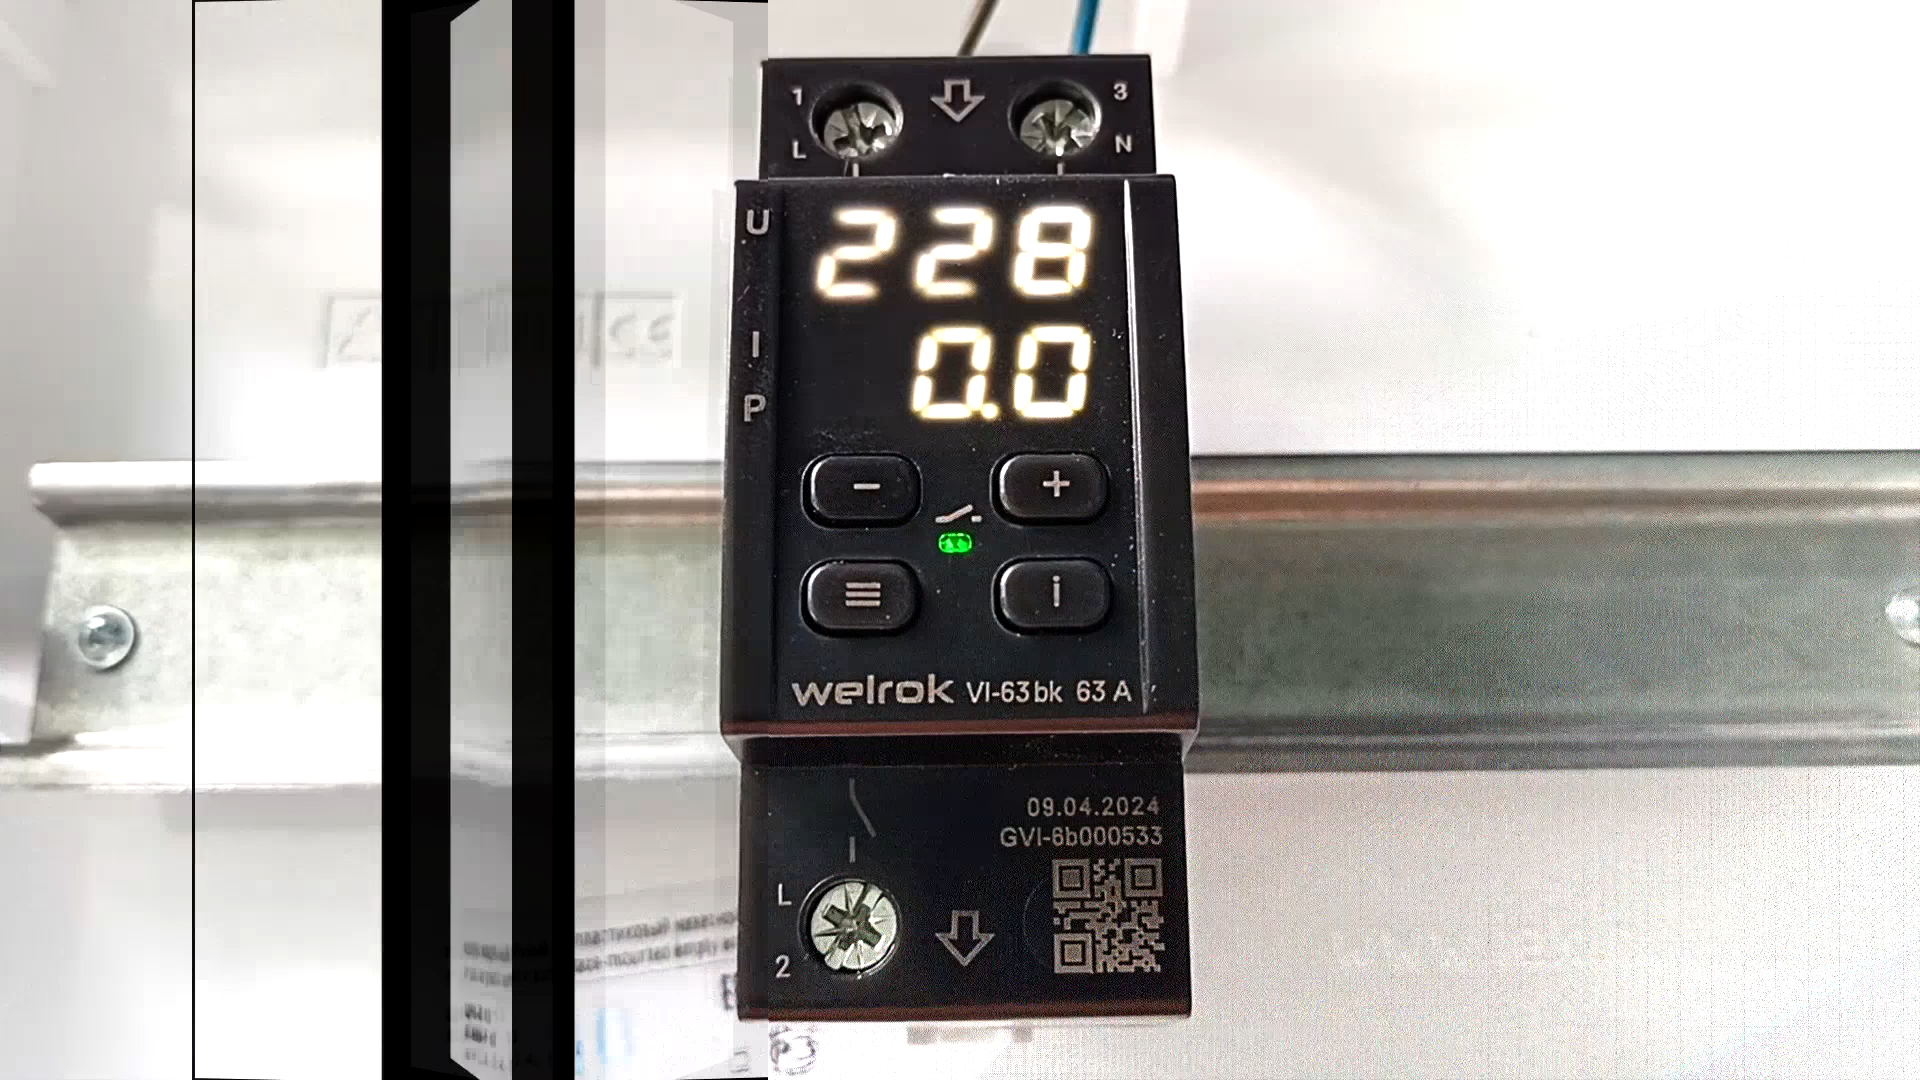 1
3
L
N
U
228
I
0.0
P
−
+
i
welrok VI-63bk 63 A
09.04.2024
GVI-6b000533
L
2